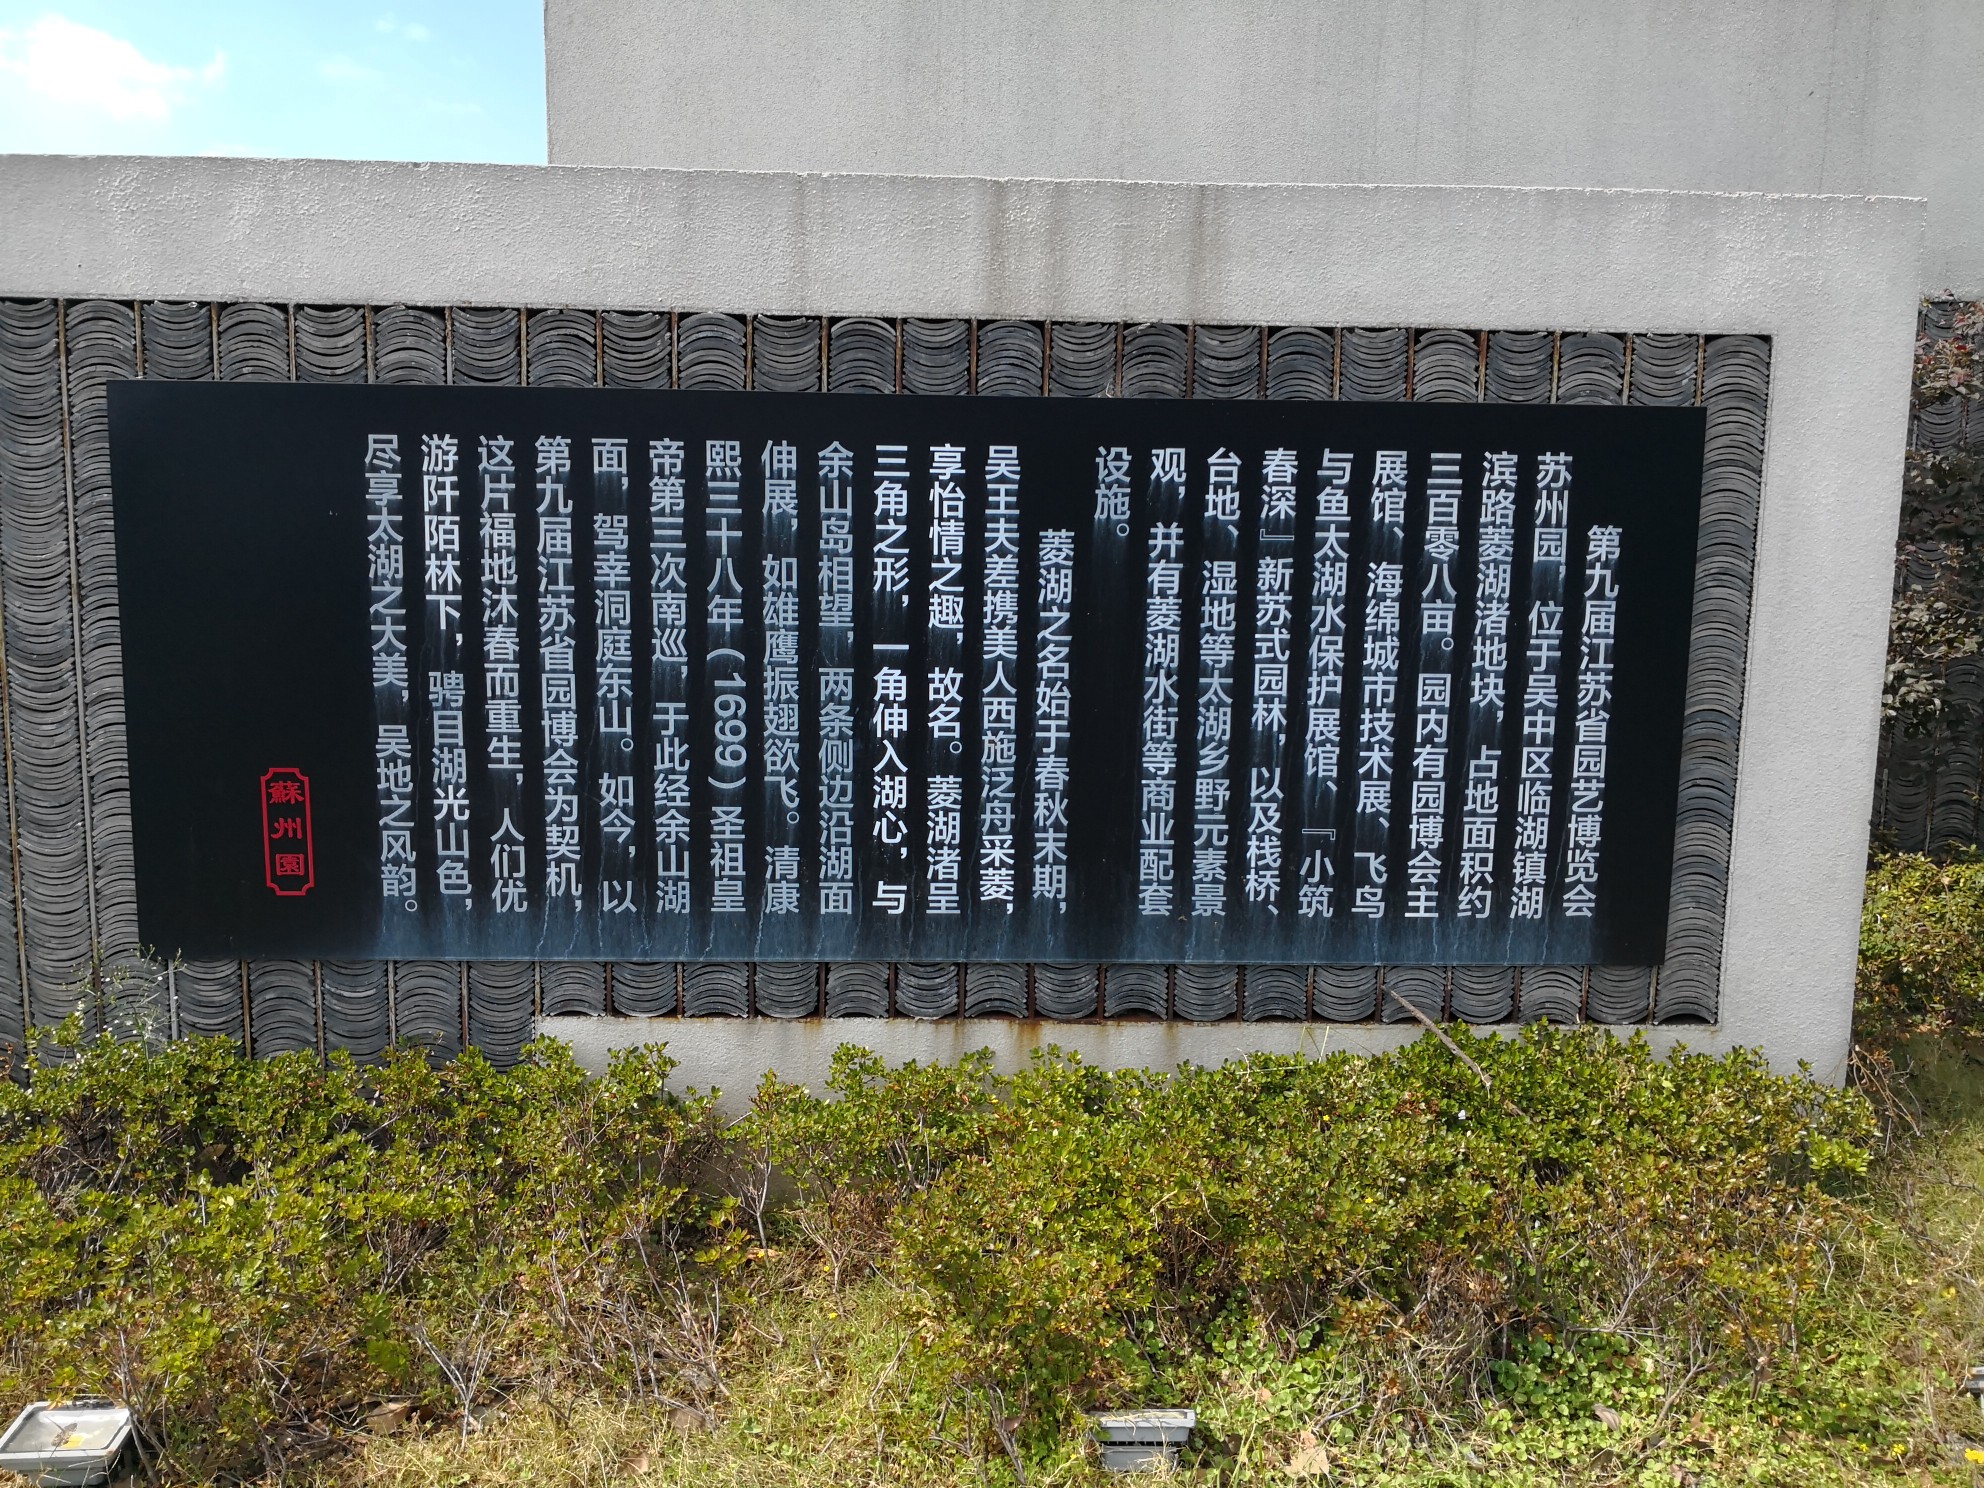 第九届江苏省园艺博览会
苏州园，位于吴中区临湖镇湖
滨路菱湖渚地块，占地面积约
三百零八亩。园内有园博会主
展馆、海绵城市技术展、飞鸟
与鱼太湖水保护展馆、『小筑
春深』新苏式园林，以及栈桥、
台地、湿地等太湖乡野元素景
观，并有菱湖水街等商业配套
设施。
菱湖之名始于春秋末期，
吴王夫差携美人西施泛舟采菱，
享怡情之趣，故名。菱湖渚呈
三角之形，一角伸入湖心，与
余山岛相望，两条侧边沿湖面
伸展，如雄鹰振翅欲飞。清康
熙三十八年（1699）圣祖皇
帝第三次南巡，于此经余山湖
面，驾幸洞庭东山。如今，以
第九届江苏省园博会为契机，
这片福地沐春而重生，人们优
游阡陌林下，骋目湖光山色，
尽享太湖之大美，吴地之风韵。
蘇州園